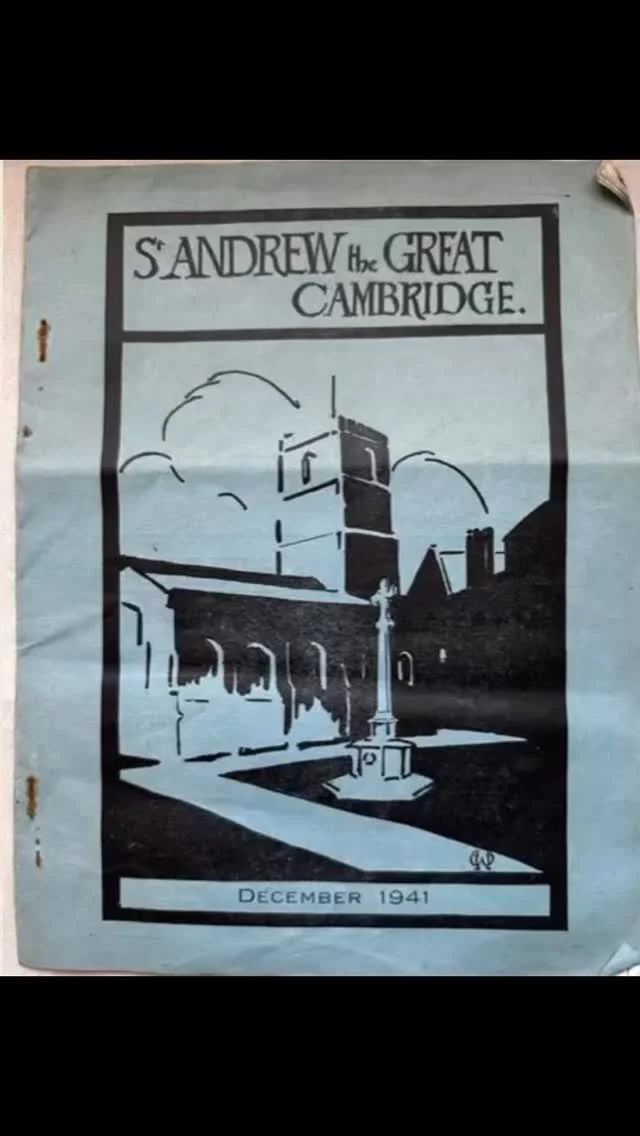 St ANDREW the GREAT
CAMBRIDGE.
DECEMBER 1941